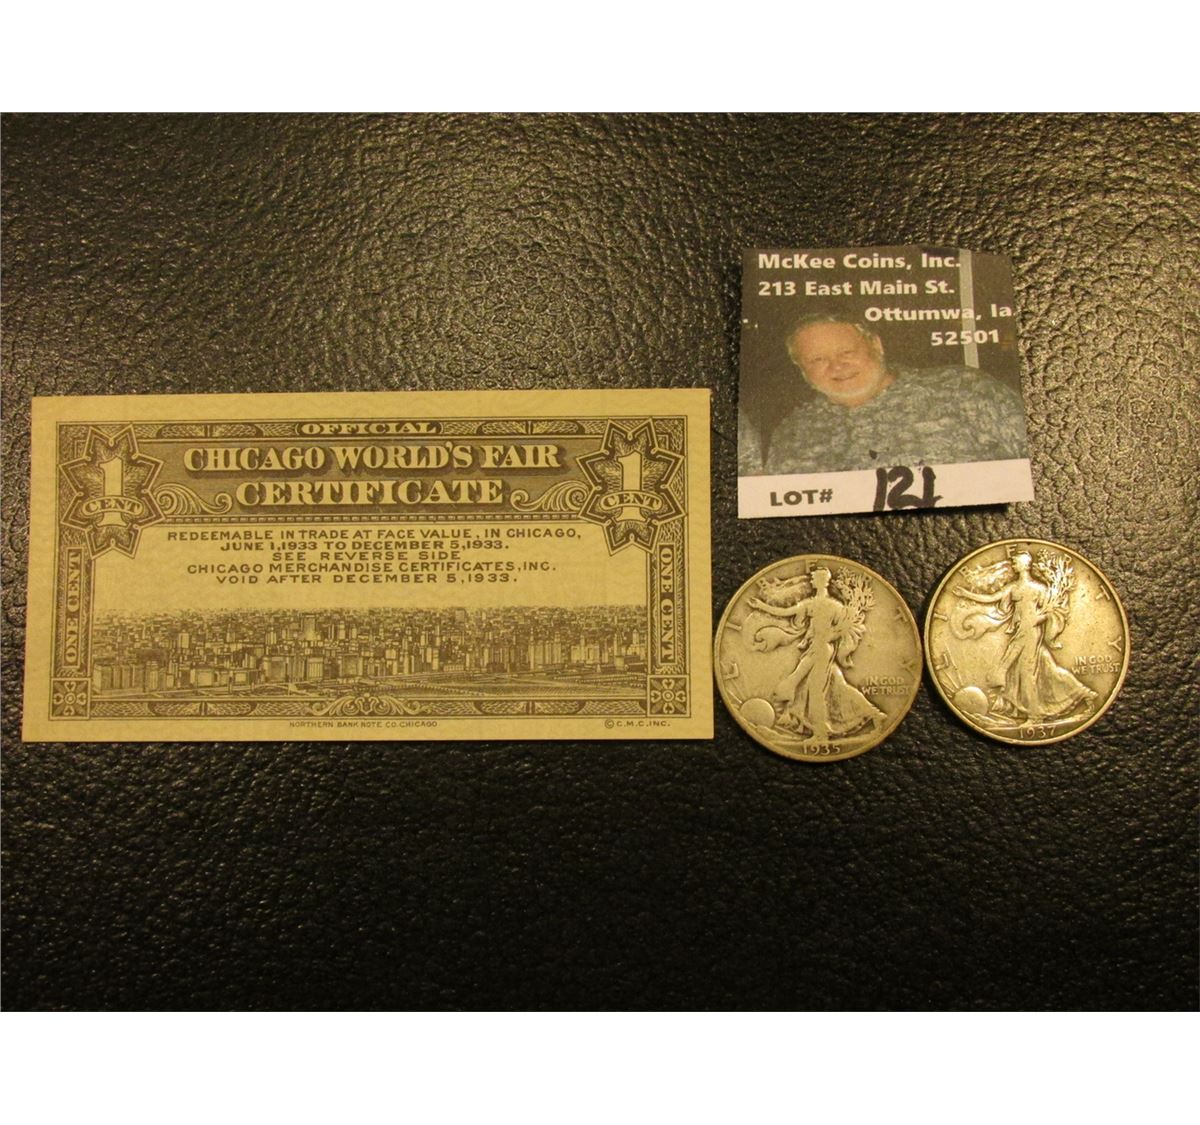 OFFICIAL
CHICAGO WORLD'S FAIR
CERTIFICATE
1
CENT
1
CENT
REDEEMABLE IN TRADE AT FACE VALUE, IN CHICAGO,
JUNE 1, 1933 TO DECEMBER 5, 1933.
SEE REVERSE SIDE
CHICAGO MERCHANDISE CERTIFICATES, INC.
VOID AFTER DECEMBER 5, 1933.
ONE CENT
ONE CENT
NORTHERN BANK NOTE CO. CHICAGO
© C.M.C. INC.
McKee Coins, Inc.
213 East Main St.
Ottumwa, Ia.
52501
LOT# 121
LIBERTY
IN GOD
WE TRUST
1935
LIBERTY
IN GOD
WE TRUST
1937